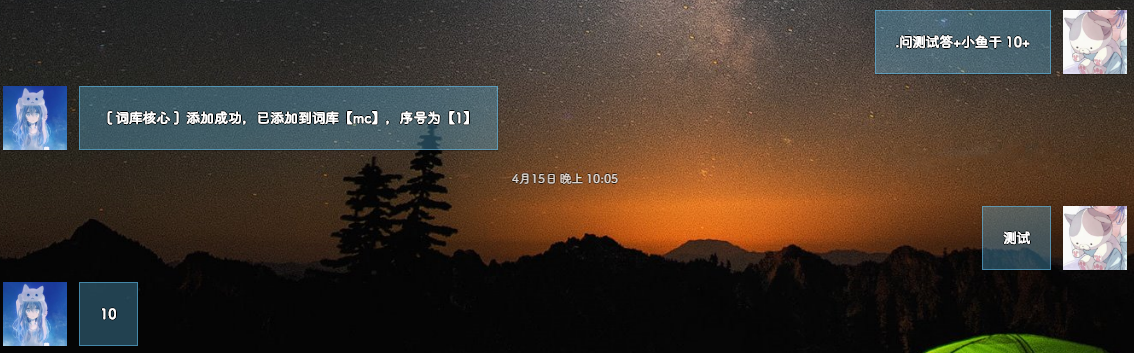 .问测试答+小鱼干 10+
〔词库核心〕添加成功，已添加到词库【mc】，序号为【1】
4月15日 晚上 10:05
测试
10